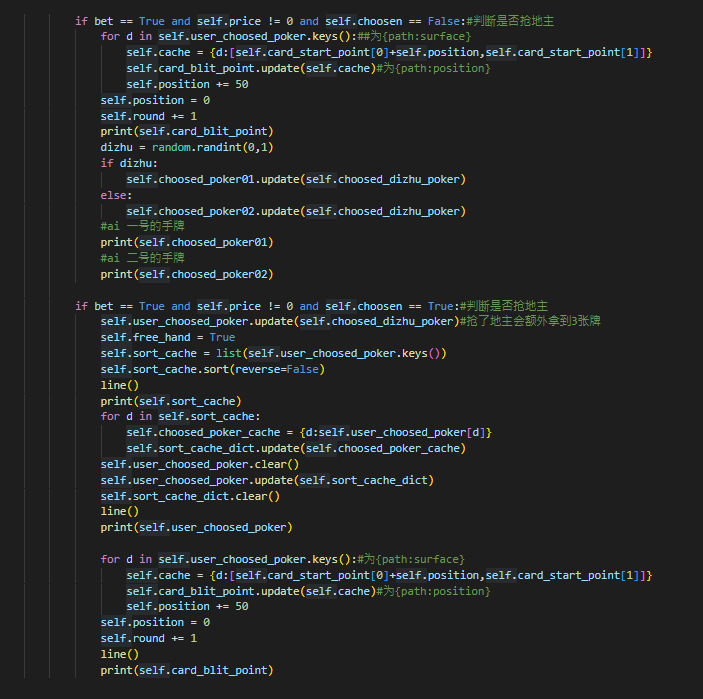 if bet == True and self.price != 0 and self.choosen == False:#判断是否抢地主
for d in self.user_choosed_poker.keys():##为{path:surface}
self.cache = {d:[self.card_start_point[0]+self.position,self.card_start_point[1]]}
self.card_blit_point.update(self.cache)#为{path:position}
self.position += 50
self.position = 0
self.round += 1
print(self.card_blit_point)
dizhu = random.randint(0,1)
if dizhu:
self.choosed_poker01.update(self.choosed_dizhu_poker)
else:
self.choosed_poker02.update(self.choosed_dizhu_poker)
#ai 一号的手牌
print(self.choosed_poker01)
#ai 二号的手牌
print(self.choosed_poker02)
if bet == True and self.price != 0 and self.choosen == True:#判断是否抢地主
self.user_choosed_poker.update(self.choosed_dizhu_poker)#抢了地主会额外拿到3张牌
self.free_hand = True
self.sort_cache = list(self.user_choosed_poker.keys())
self.sort_cache.sort(reverse=False)
line()
print(self.sort_cache)
for d in self.sort_cache:
self.choosed_poker_cache = {d:self.user_choosed_poker[d]}
self.sort_cache_dict.update(self.choosed_poker_cache)
self.user_choosed_poker.clear()
self.user_choosed_poker.update(self.sort_cache_dict)
self.sort_cache_dict.clear()
line()
print(self.user_choosed_poker)
for d in self.user_choosed_poker.keys():#为{path:surface}
self.cache = {d:[self.card_start_point[0]+self.position,self.card_start_point[1]]}
self.card_blit_point.update(self.cache)#为{path:position}
self.position += 50
self.position = 0
self.round += 1
line()
print(self.card_blit_point)